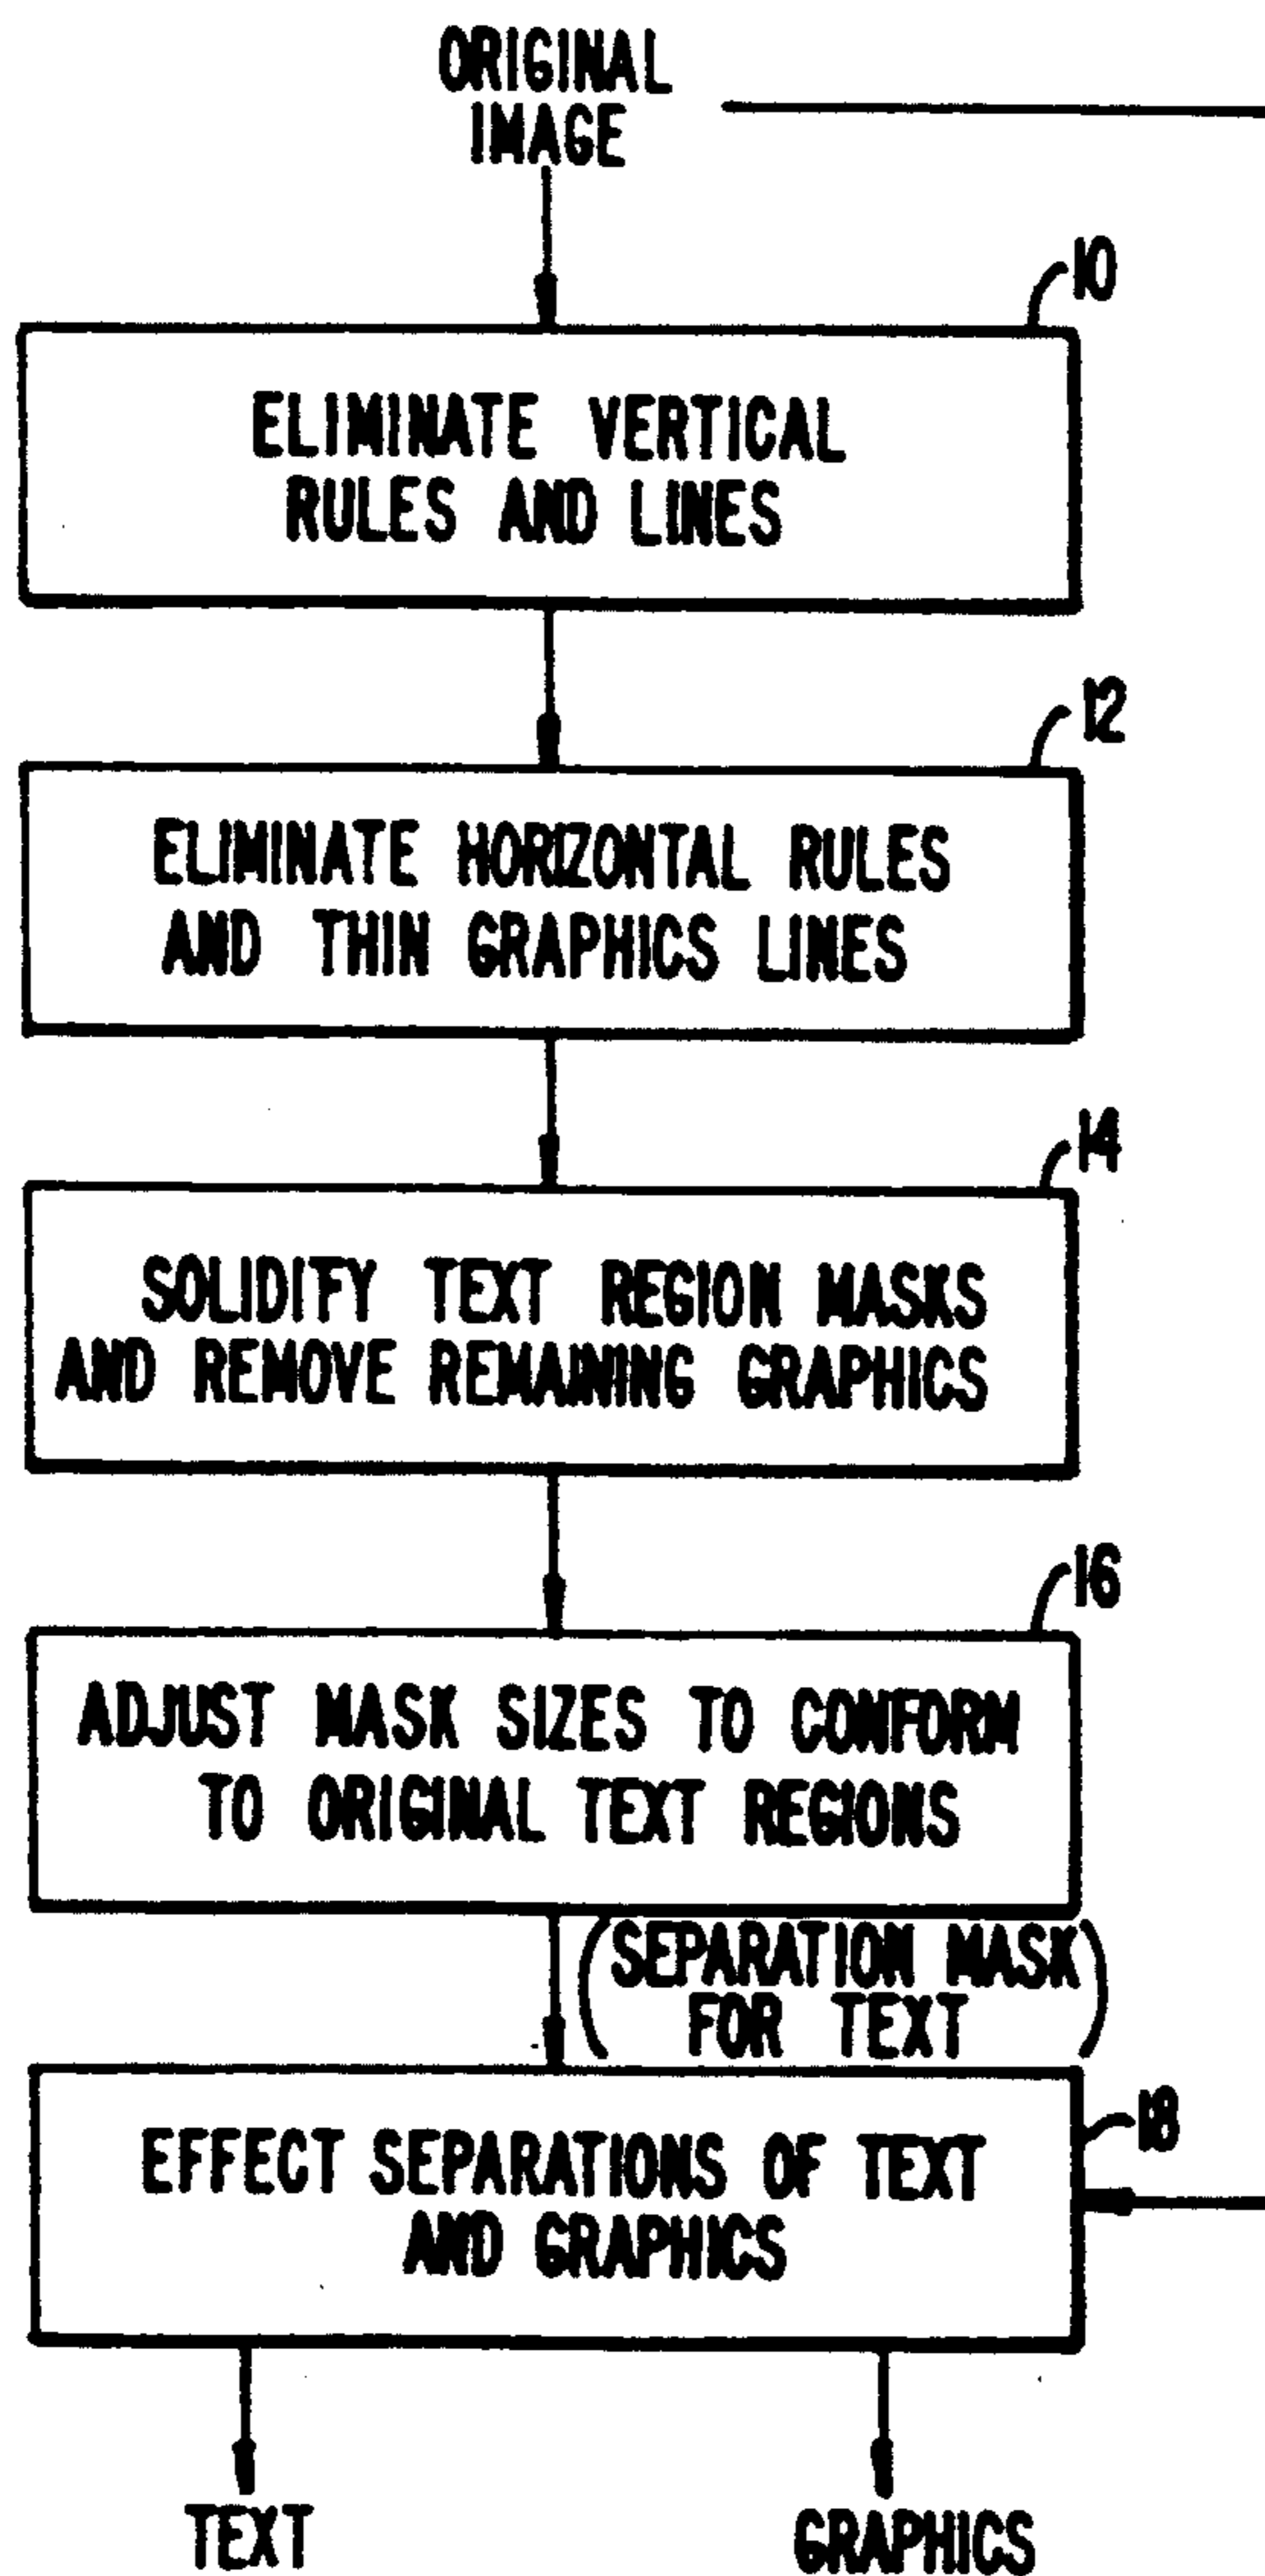 ORIGINAL
IMAGE
10
ELIMINATE VERTICAL
RULES AND LINES
12
ELIMINATE HORIZONTAL RULES
AND THIN GRAPHICS LINES
14
SOLIDIFY TEXT REGION MASKS
AND REMOVE REMAINING GRAPHICS
16
ADJUST MASK SIZES TO CONFORM
TO ORIGINAL TEXT REGIONS
(SEPARATION MASK
FOR TEXT)
18
EFFECT SEPARATIONS OF TEXT
AND GRAPHICS
TEXT
GRAPHICS